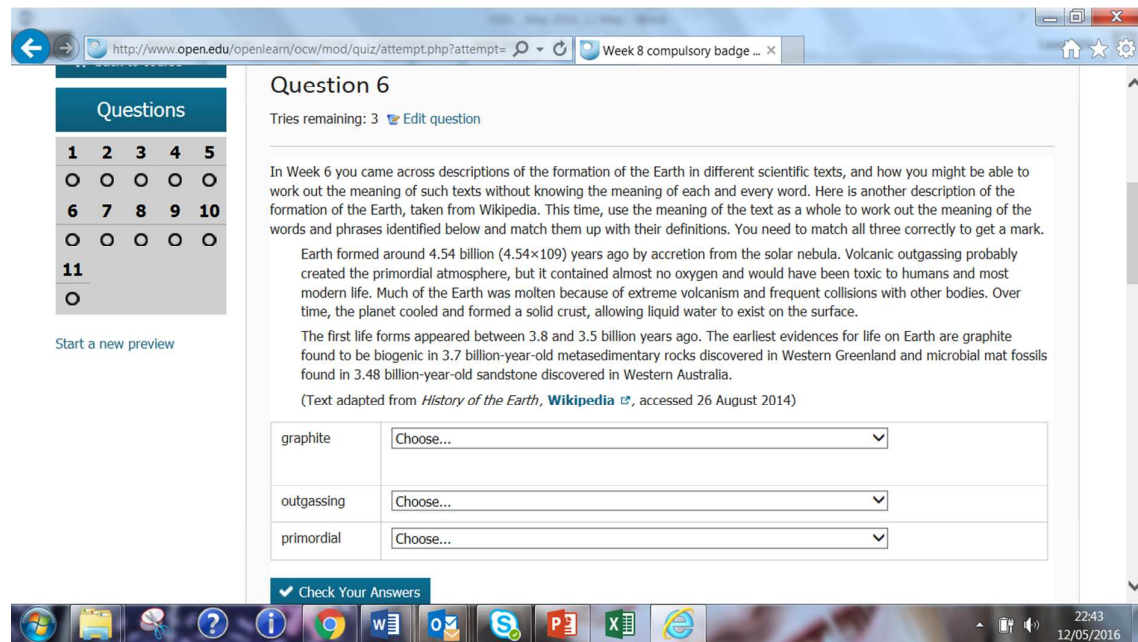 http://www.open.edu/openlearn/ocw/mod/quiz/attempt.php?attempt=
Week 8 compulsory badge ...
Questions
1 2 3 4 5
6 7 8 9 10
11
Start a new preview
Question 6
Tries remaining: 3 Edit question
In Week 6 you came across descriptions of the formation of the Earth in different scientific texts, and how you might be able to
work out the meaning of such texts without knowing the meaning of each and every word. Here is another description of the
formation of the Earth, taken from Wikipedia. This time, use the meaning of the text as a whole to work out the meaning of the
words and phrases identified below and match them up with their definitions. You need to match all three correctly to get a mark.
Earth formed around 4.54 billion (4.54×109) years ago by accretion from the solar nebula. Volcanic outgassing probably
created the primordial atmosphere, but it contained almost no oxygen and would have been toxic to humans and most
modern life. Much of the Earth was molten because of extreme volcanism and frequent collisions with other bodies. Over
time, the planet cooled and formed a solid crust, allowing liquid water to exist on the surface.
The first life forms appeared between 3.8 and 3.5 billion years ago. The earliest evidences for life on Earth are graphite
found to be biogenic in 3.7 billion-year-old metasedimentary rocks discovered in Western Greenland and microbial mat fossils
found in 3.48 billion-year-old sandstone discovered in Western Australia.
(Text adapted from History of the Earth, Wikipedia, accessed 26 August 2014)
graphite Choose...
outgassing Choose...
primordial Choose...
Check Your Answers
22:43
12/05/2016